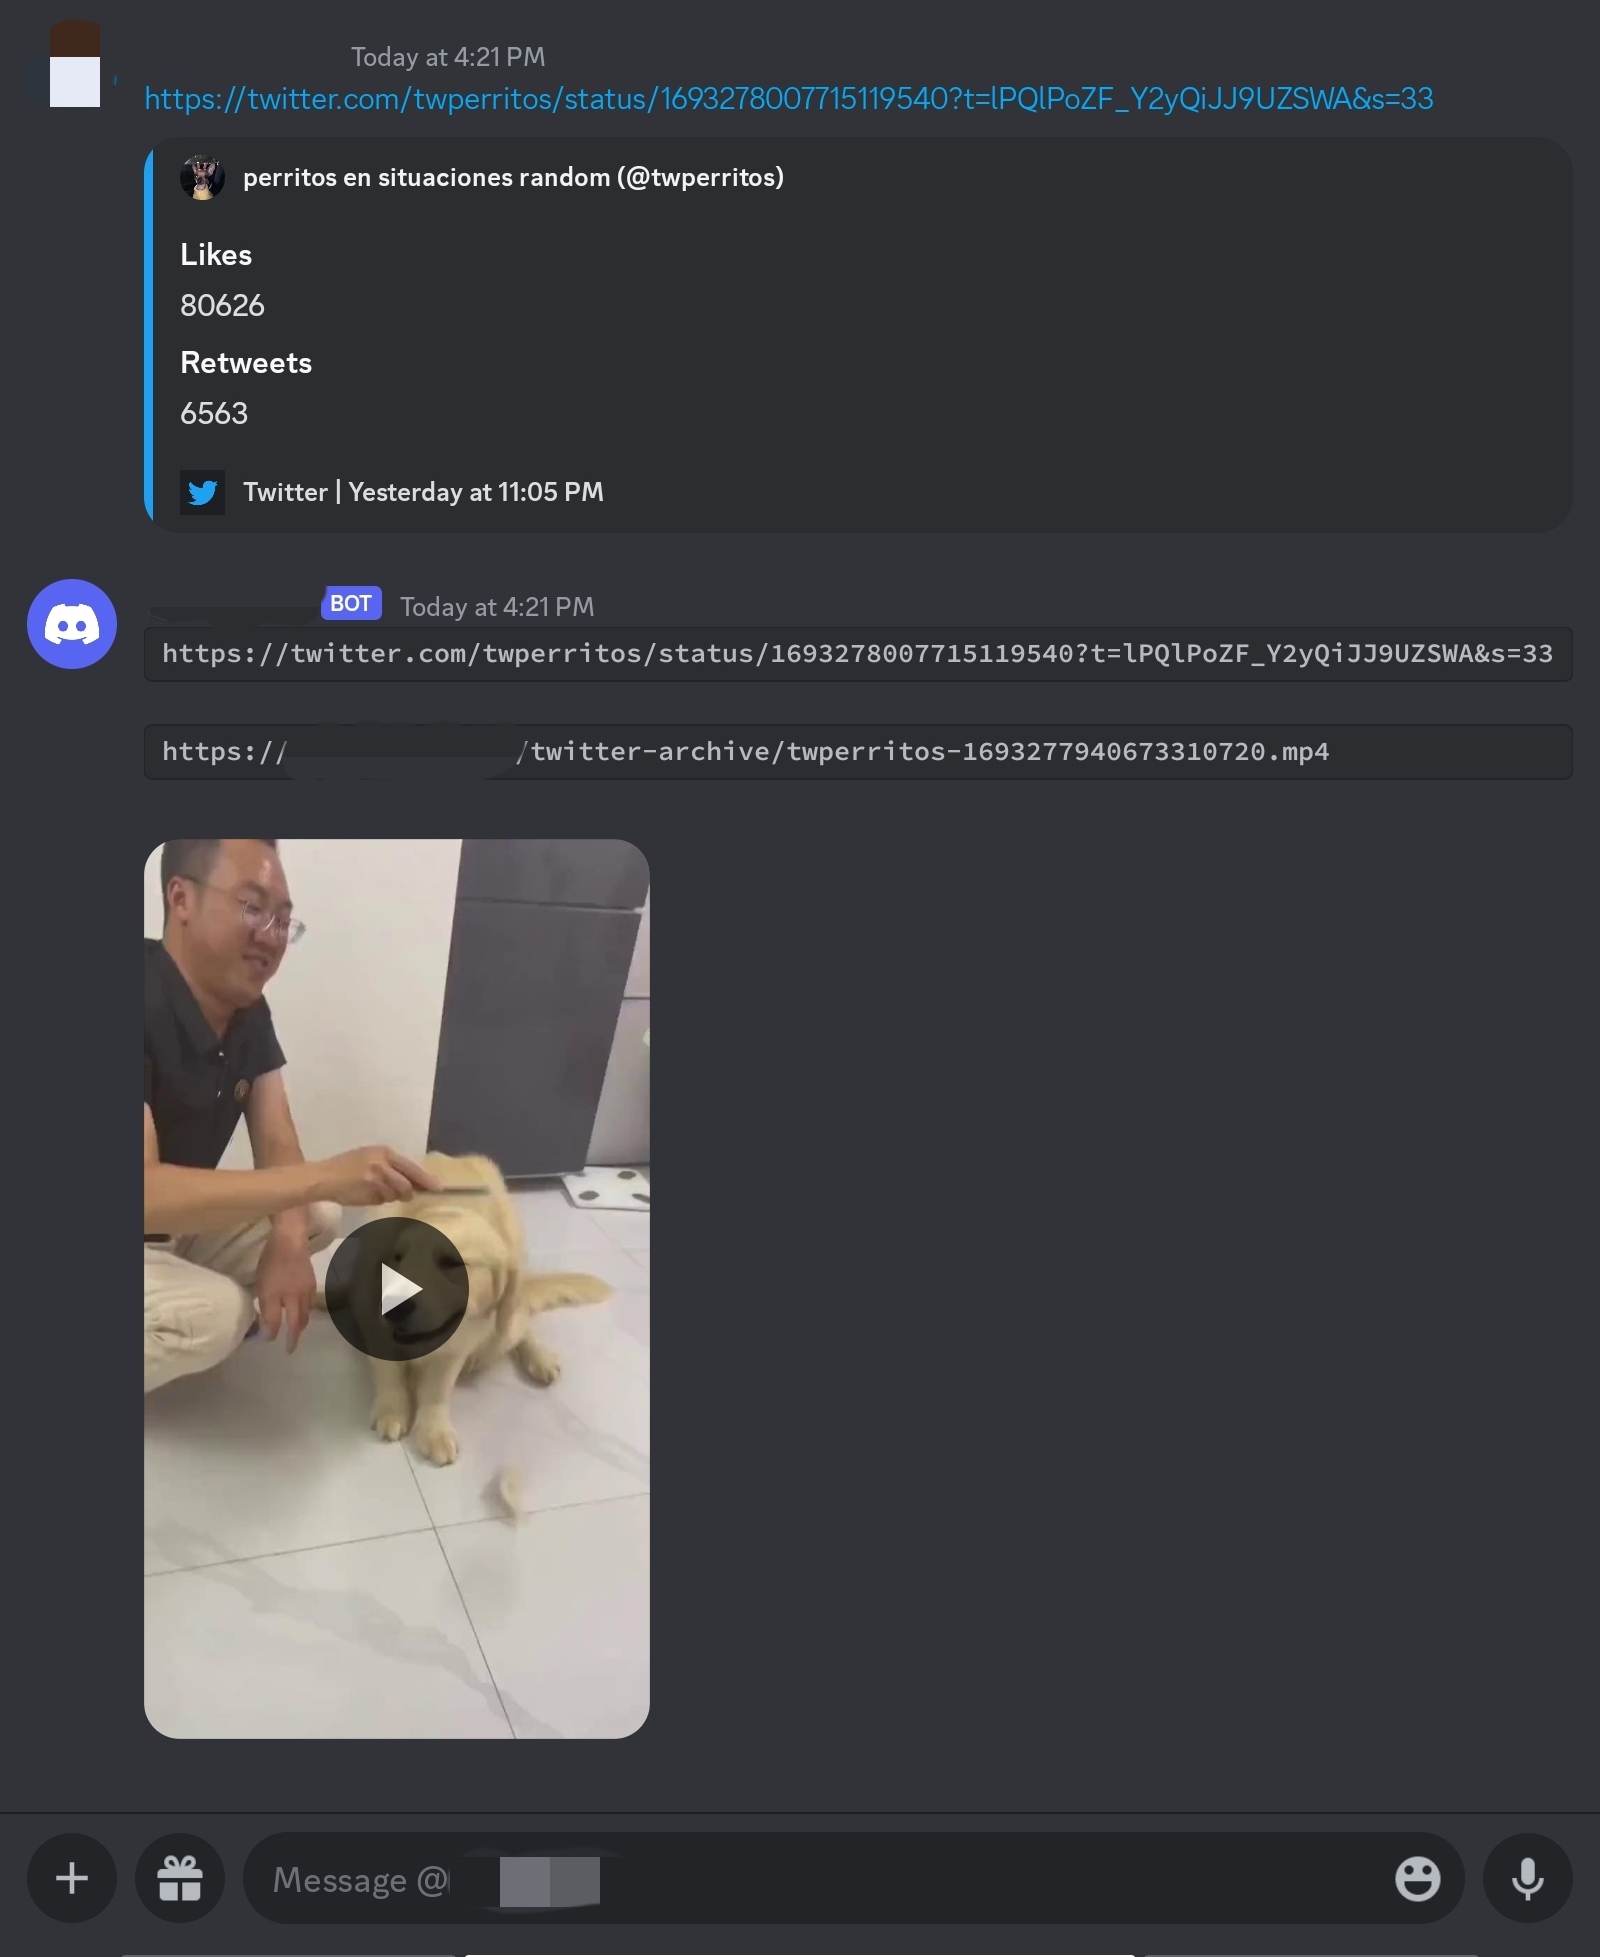 Today at 4:21 PM
https://twitter.com/twperritos/status/1693278007715119540?t=lPQlPoZF_Y2yQiJJ9UZSWA&s=33
perritos en situaciones random (@twperritos)
Likes
80626
Retweets
6563
Twitter | Yesterday at 11:05 PM
BOT Today at 4:21 PM
https://twitter.com/twperritos/status/1693278007715119540?t=lPQlPoZF_Y2yQiJJ9UZSWA&s=33
https:// /twitter-archive/twperritos-1693277940673310720.mp4
Message @